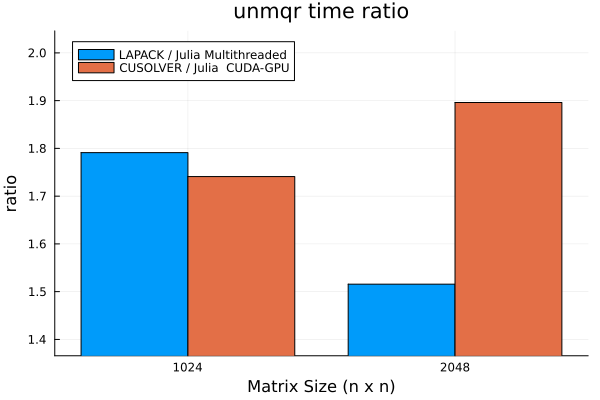 unmqr time ratio
LAPACK / Julia Multithreaded
CUSOLVER / Julia  CUDA-GPU
2.0
1.9
1.8
1.7
1.6
1.5
1.4
ratio
1024
2048
Matrix Size (n x n)